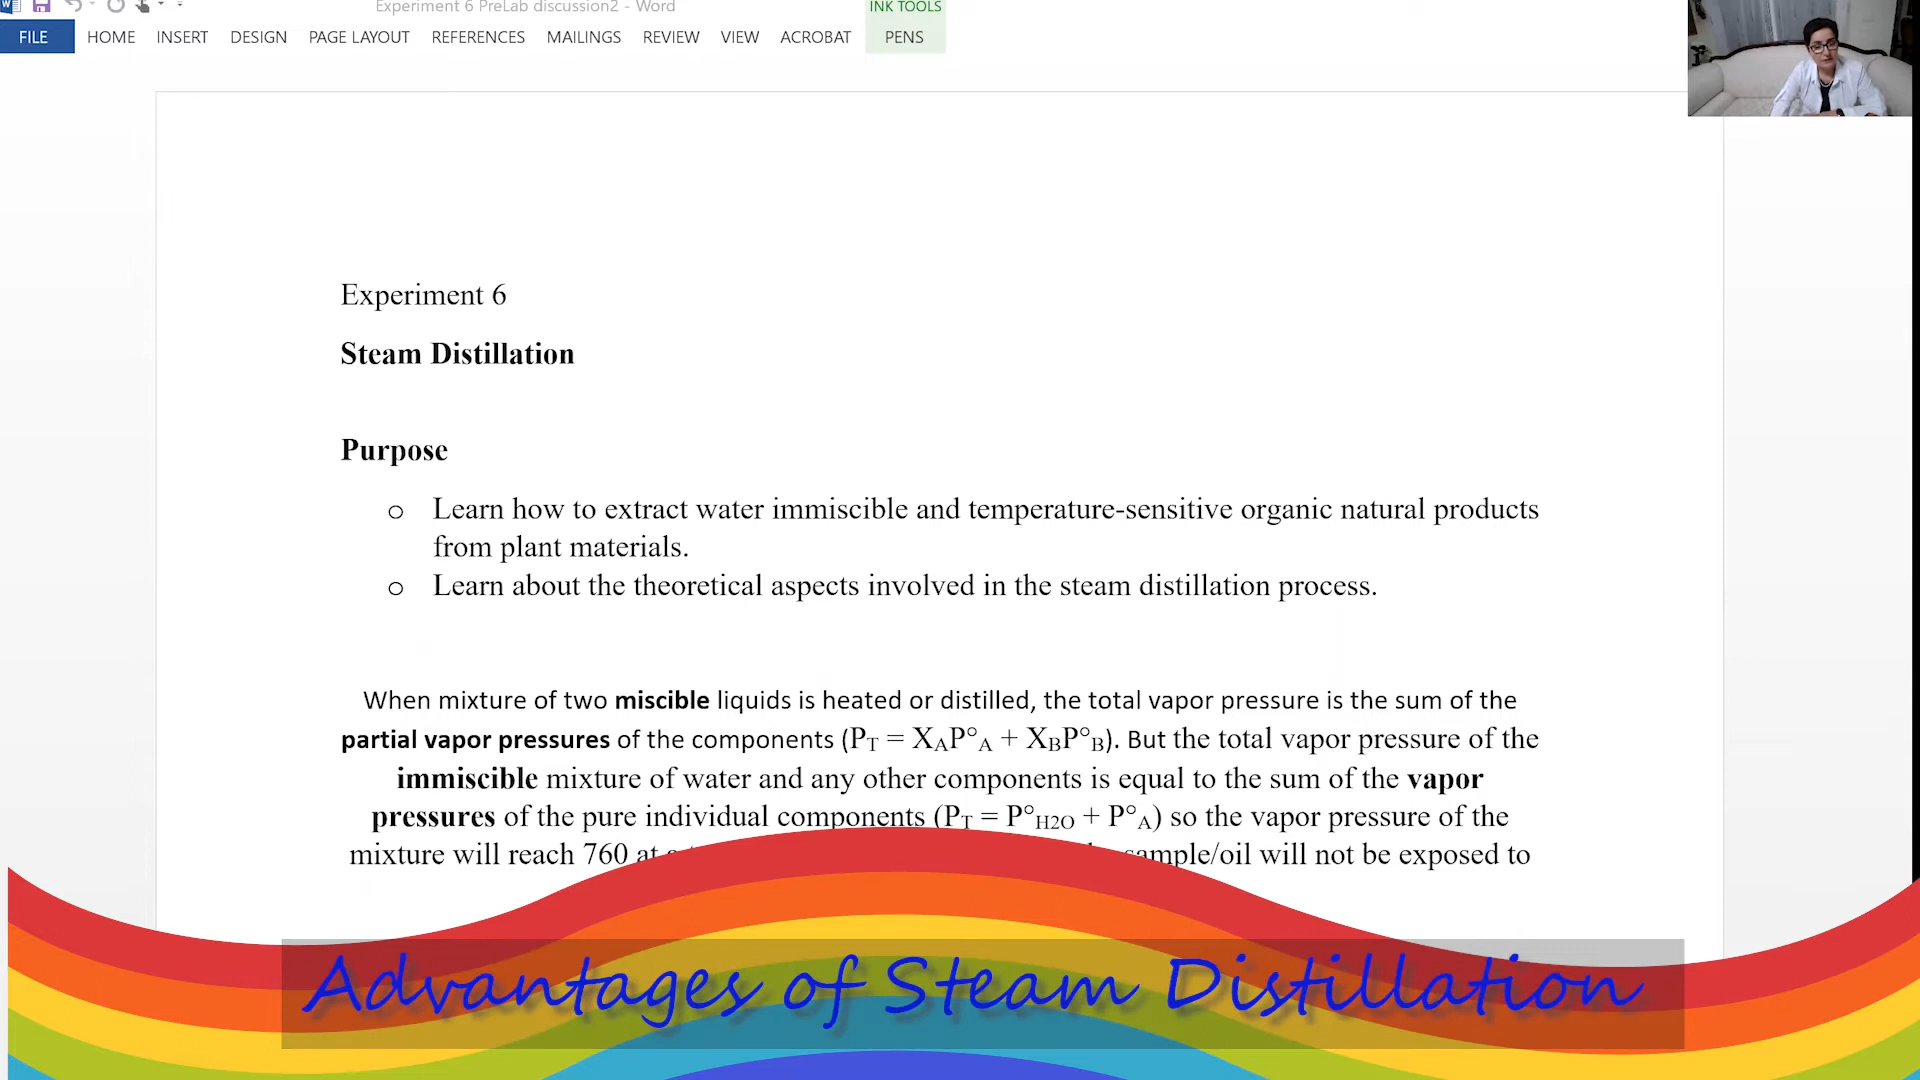 Experiment 6 PreLab discussion2 - Word
INK TOOLS
FILE HOME INSERT DESIGN PAGE LAYOUT REFERENCES MAILINGS REVIEW VIEW ACROBAT PENS
Experiment 6
Steam Distillation
Purpose
o Learn how to extract water immiscible and temperature-sensitive organic natural products
from plant materials.
o Learn about the theoretical aspects involved in the steam distillation process.
When mixture of two miscible liquids is heated or distilled, the total vapor pressure is the sum of the
partial vapor pressures of the components (PT = XAP°A + XBP°B). But the total vapor pressure of the
immiscible mixture of water and any other components is equal to the sum of the vapor
pressures of the pure individual components (PT = P°H2O + P°A) so the vapor pressure of the
mixture will reach 760 at sample/oil will not be exposed to
Advantages of Steam Distillation